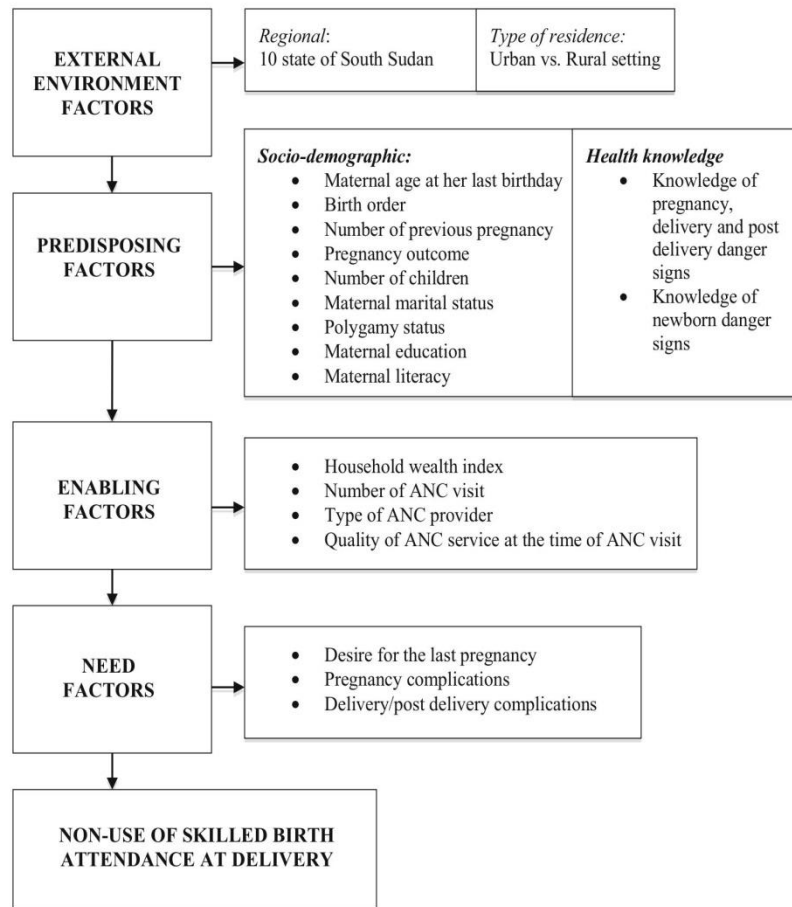 EXTERNAL
ENVIRONMENT
FACTORS
Regional:
10 state of South Sudan
Type of residence:
Urban vs. Rural setting
PREDISPOSING
FACTORS
Socio-demographic:
• Maternal age at her last birthday
• Birth order
• Number of previous pregnancy
• Pregnancy outcome
• Number of children
• Maternal marital status
• Polygamy status
• Maternal education
• Maternal literacy
Health knowledge
• Knowledge of
pregnancy,
delivery and post
delivery danger
signs
• Knowledge of
newborn danger
signs
ENABLING
FACTORS
• Household wealth index
• Number of ANC visit
• Type of ANC provider
• Quality of ANC service at the time of ANC visit
NEED
FACTORS
• Desire for the last pregnancy
• Pregnancy complications
• Delivery/post delivery complications
NON-USE OF SKILLED BIRTH
ATTENDANCE AT DELIVERY